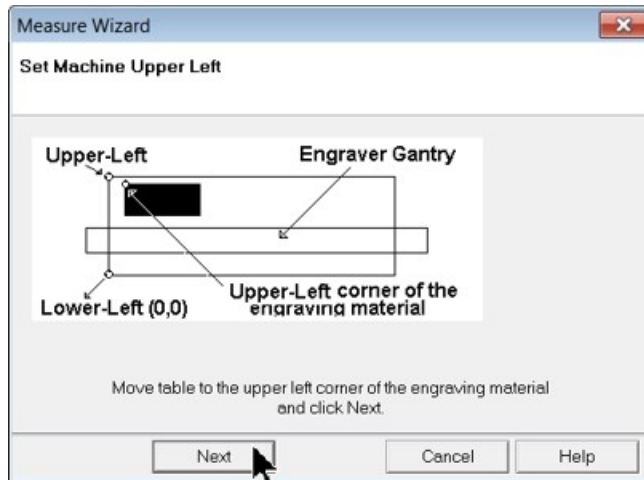 Measure Wizard
Set Machine Upper Left
Upper-Left
Engraver Gantry
Lower-Left (0,0)
Upper-Left corner of the
engraving material
Move table to the upper left corner of the engraving material
and click Next.
Next
Cancel
Help